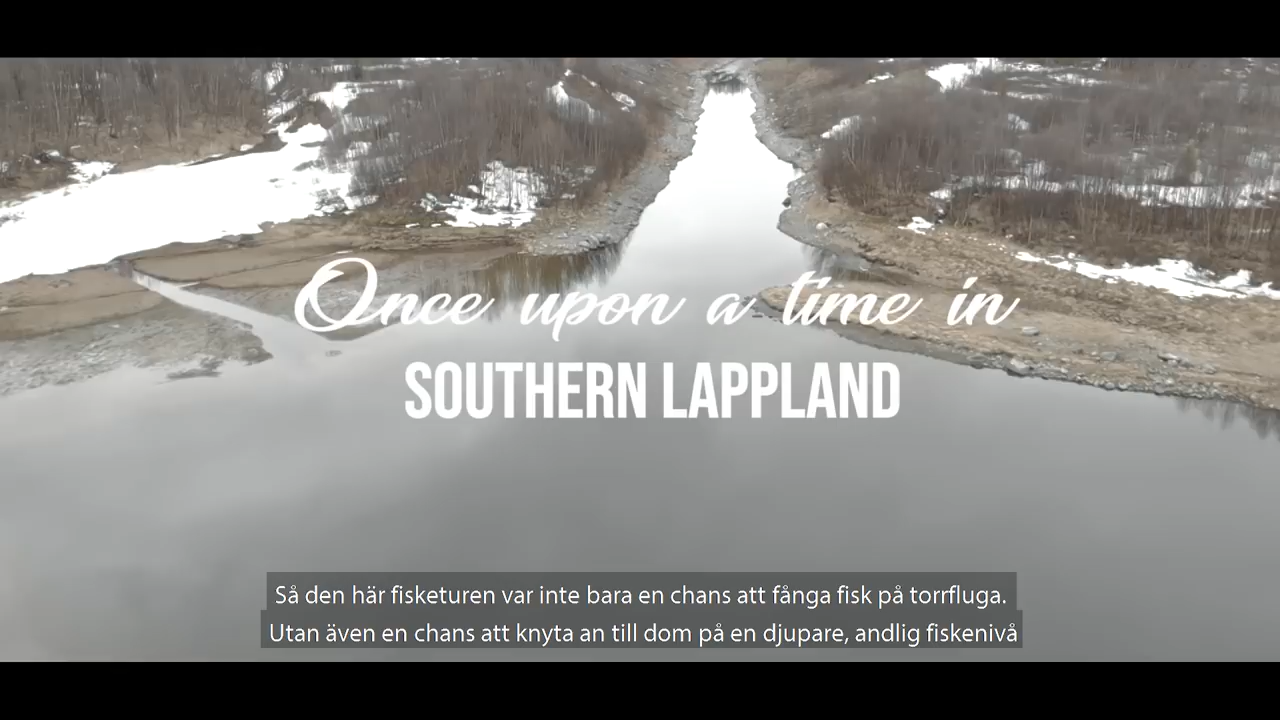 Once upon a time in
SOUTHERN LAPPLAND
Så den här fisketuren var inte bara en chans att fånga fisk på torrfluga.
Utan även en chans att knyta an till dom på en djupare, andlig fiskenivå